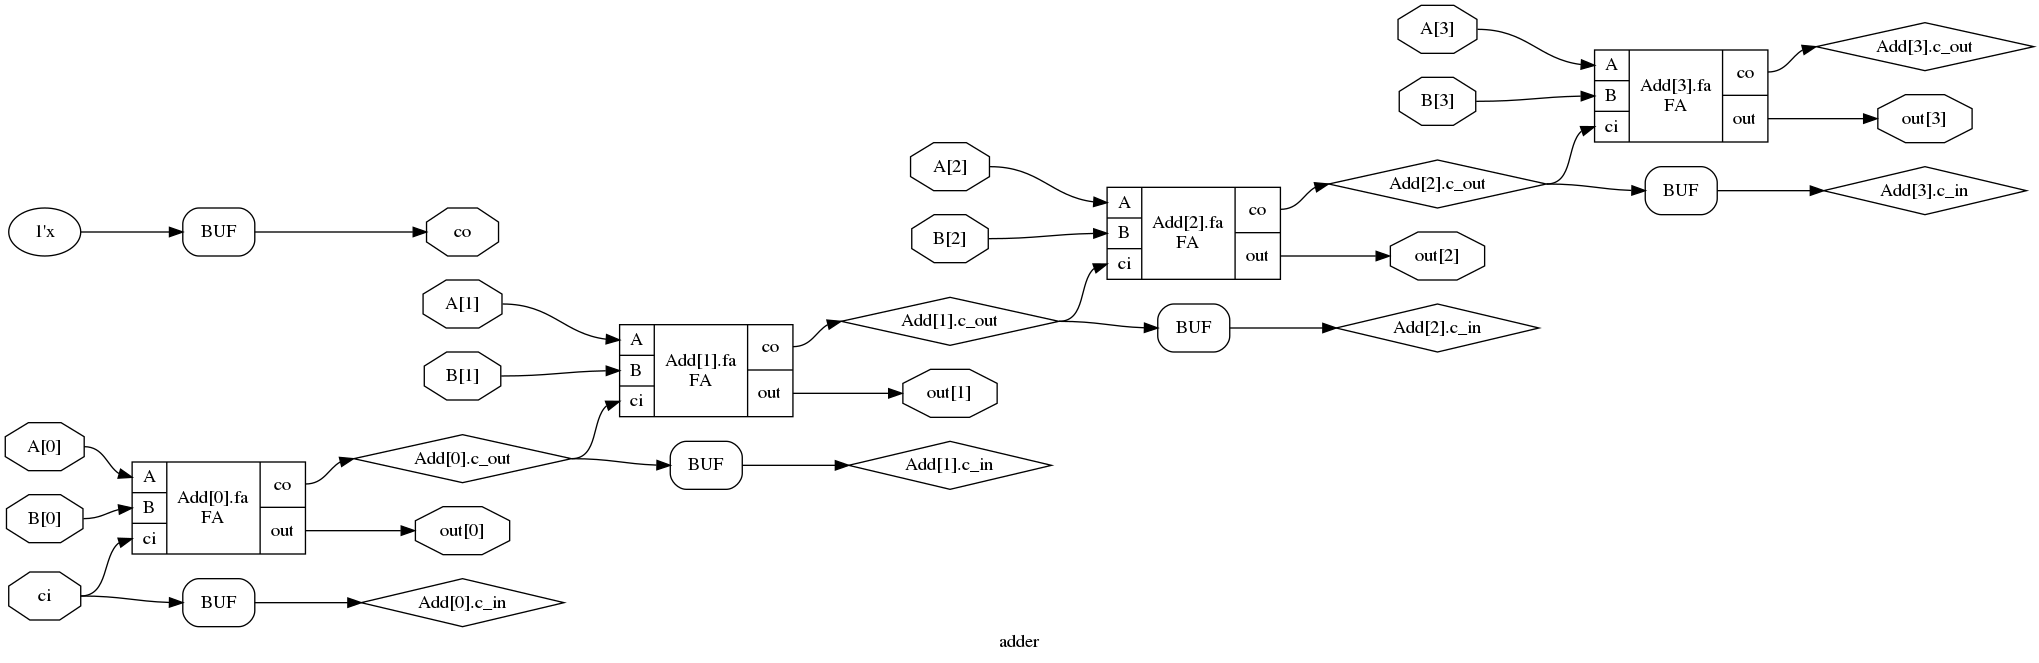 A[3]
B[3]
A
B
ci
Add[3].fa
FA
co
out
Add[3].c_out
out[3]
A[2]
B[2]
A
B
ci
Add[2].fa
FA
co
out
Add[2].c_out
out[2]
BUF
Add[3].c_in
1'x
BUF
co
A[1]
B[1]
A
B
ci
Add[1].fa
FA
co
out
Add[1].c_out
out[1]
BUF
Add[2].c_in
A[0]
B[0]
ci
A
B
ci
Add[0].fa
FA
co
out
Add[0].c_out
out[0]
BUF
Add[1].c_in
BUF
Add[0].c_in
adder